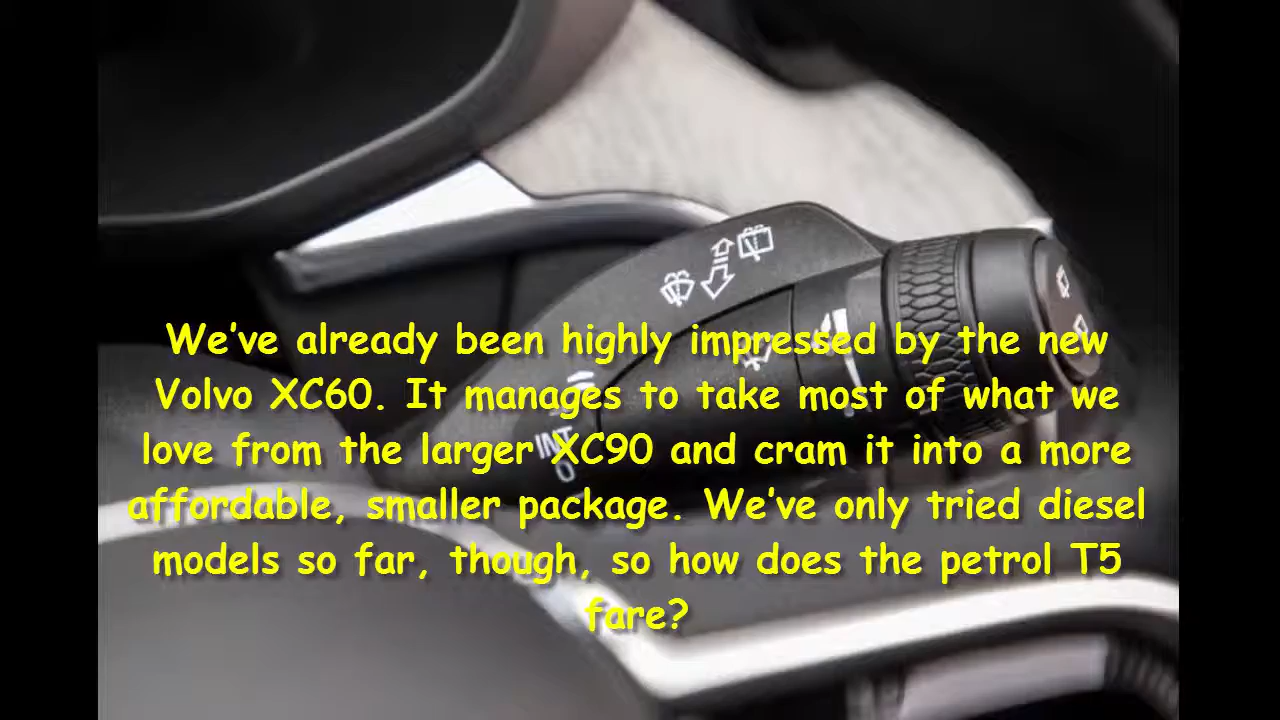 We've already been highly impressed by the new
Volvo XC60. It manages to take most of what we
love from the larger XC90 and cram it into a more
affordable, smaller package. We've only tried diesel
models so far, though, so how does the petrol T5
fare?
INT
O